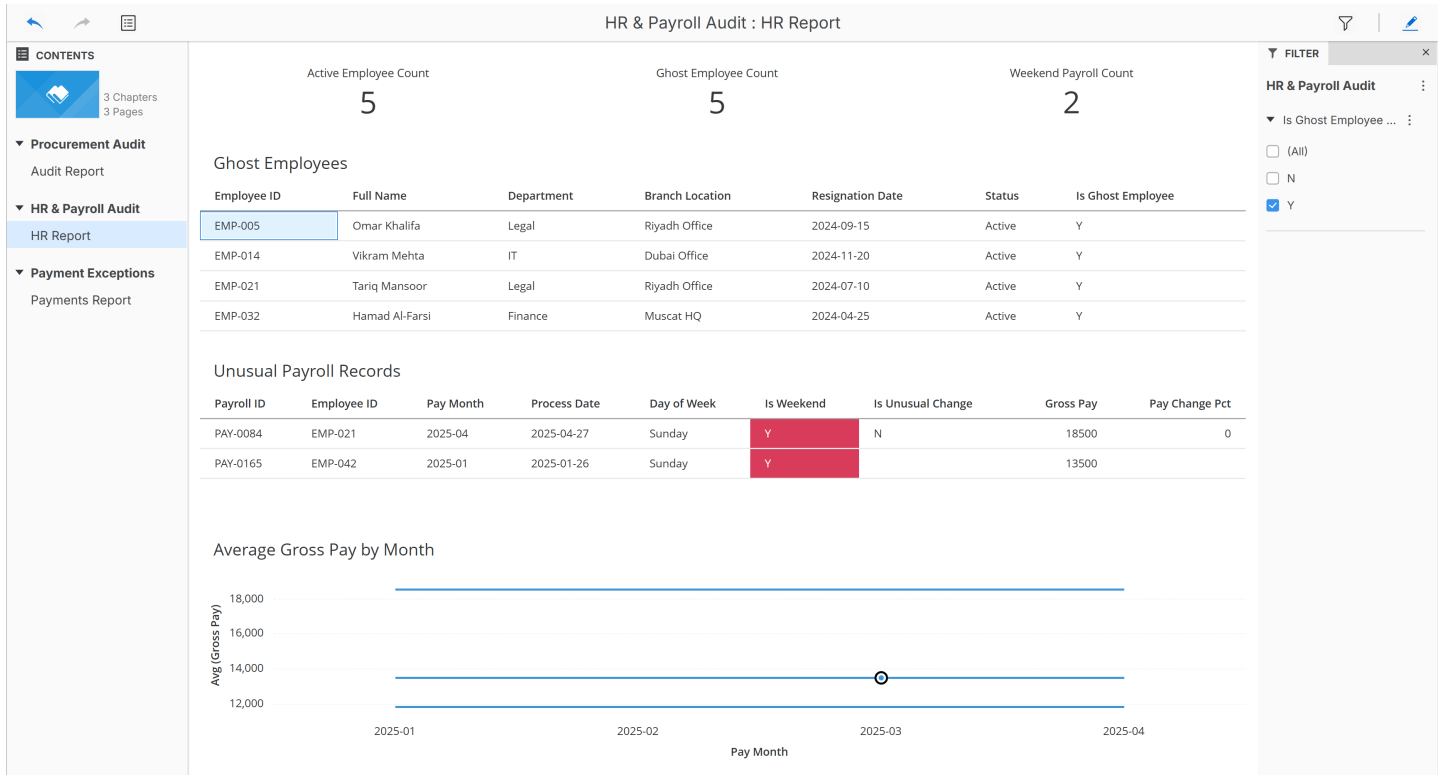 HR & Payroll Audit : HR Report
CONTENTS
3 Chapters
3 Pages
Procurement Audit
Audit Report
HR & Payroll Audit
HR Report
Payment Exceptions
Payments Report
Active Employee Count Ghost Employee Count Weekend Payroll Count
5 5 2
Ghost Employees
Employee ID Full Name Department Branch Location Resignation Date Status Is Ghost Employee
EMP-005 Omar Khalifa Legal Riyadh Office 2024-09-15 Active Y
EMP-014 Vikram Mehta IT Dubai Office 2024-11-20 Active Y
EMP-021 Tariq Mansoor Legal Riyadh Office 2024-07-10 Active Y
EMP-032 Hamad Al-Farsi Finance Muscat HQ 2024-04-25 Active Y
Unusual Payroll Records
Payroll ID Employee ID Pay Month Process Date Day of Week Is Weekend Is Unusual Change Gross Pay Pay Change Pct
PAY-0084 EMP-021 2025-04 2025-04-27 Sunday Y N 18500 0
PAY-0165 EMP-042 2025-01 2025-01-26 Sunday Y 13500
Average Gross Pay by Month
Avg (Gross Pay)
18,000
16,000
14,000
12,000
2025-01 2025-02 2025-03 2025-04
Pay Month
FILTER
HR & Payroll Audit
Is Ghost Employee ...
(All)
N
Y